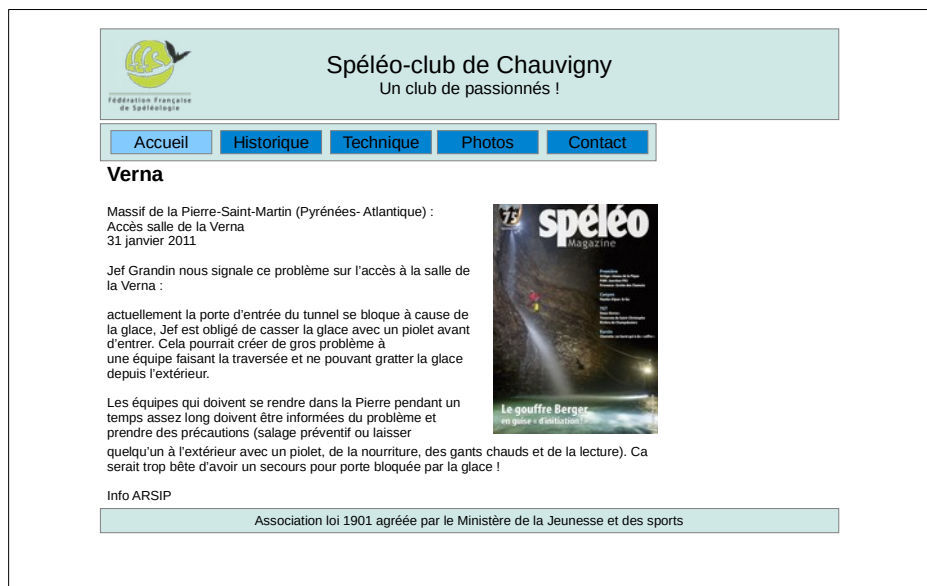 Fédération Française
de Spéléologie
Spéléo-club de Chauvigny
Un club de passionnés !
Accueil
Historique
Technique
Photos
Contact
Verna
Massif de la Pierre-Saint-Martin (Pyrénées- Atlantique) :
Accès salle de la Verna
31 janvier 2011
Jef Grandin nous signale ce problème sur l'accès à la salle de
la Verna :
actuellement la porte d'entrée du tunnel se bloque à cause de
la glace, Jef est obligé de casser la glace avec un piolet avant
d'entrer. Cela pourrait créer de gros problème à
une équipe faisant la traversée et ne pouvant gratter la glace
depuis l'extérieur.
Les équipes qui doivent se rendre dans la Pierre pendant un
temps assez long doivent être informées du problème et
prendre des précautions (salage préventif ou laisser
quelqu'un à l'extérieur avec un piolet, de la nourriture, des gants chauds et de la lecture). Ca
serait trop bête d'avoir un secours pour porte bloquée par la glace !
Info ARSIP
75
spéléo
Magazine
Le gouffre Berger
en guise « d'initiation »
Association loi 1901 agréée par le Ministère de la Jeunesse et des sports